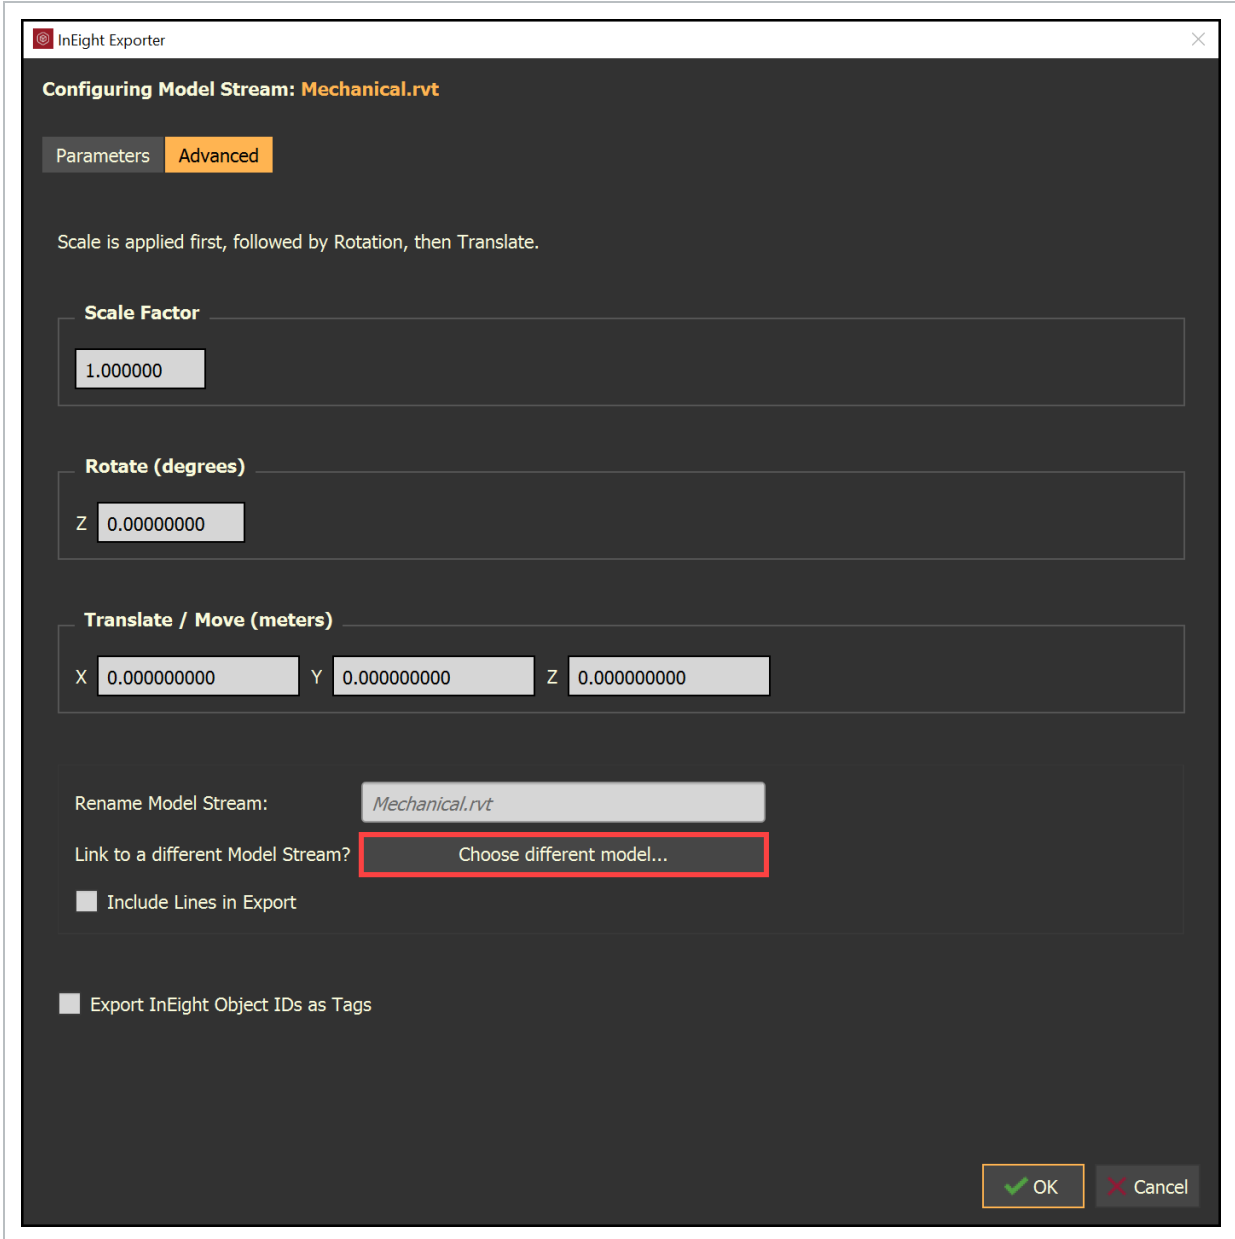 InEight Exporter
Configuring Model Stream: Mechanical.rvt
Parameters Advanced
Scale is applied first, followed by Rotation, then Translate.
Scale Factor
1.000000
Rotate (degrees)
Z 0.00000000
Translate / Move (meters)
X 0.000000000 Y 0.000000000 Z 0.000000000
Rename Model Stream: Mechanical.rvt
Link to a different Model Stream? Choose different model...
Include Lines in Export
Export InEight Object IDs as Tags
OK Cancel